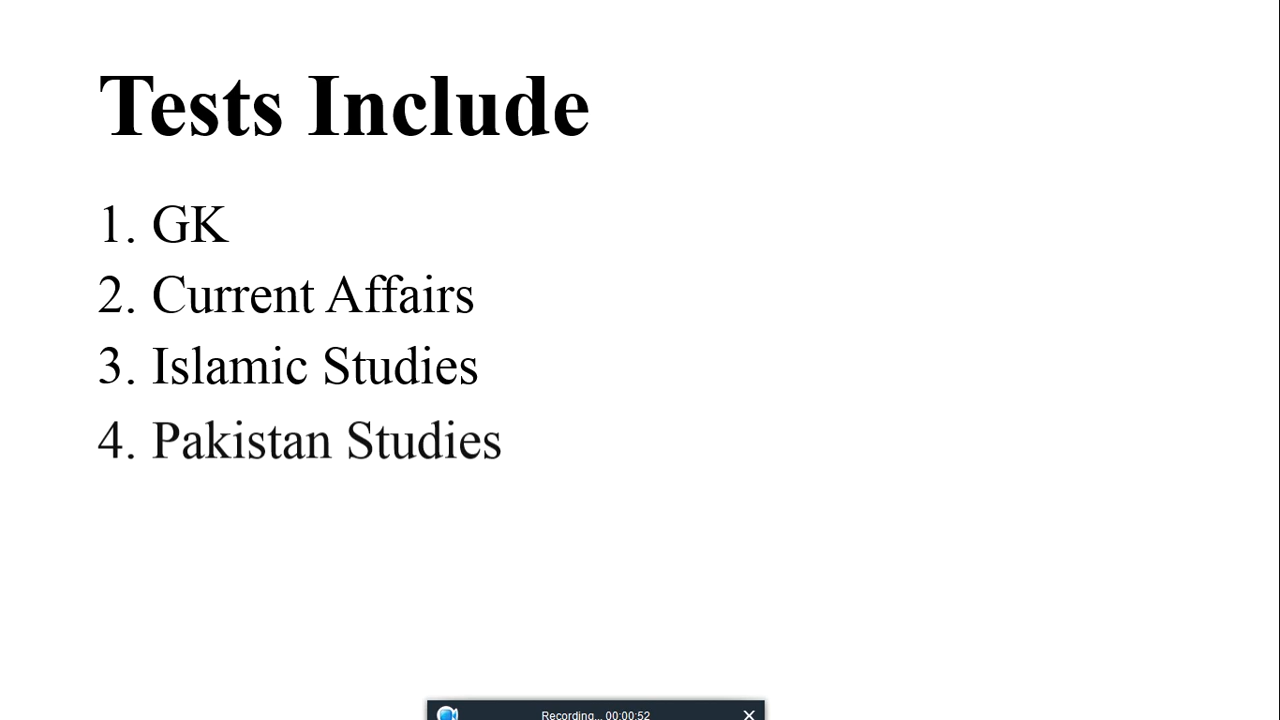 Tests Include
1. GK
2. Current Affairs
3. Islamic Studies
4. Pakistan Studies
Recording... 00:00:52